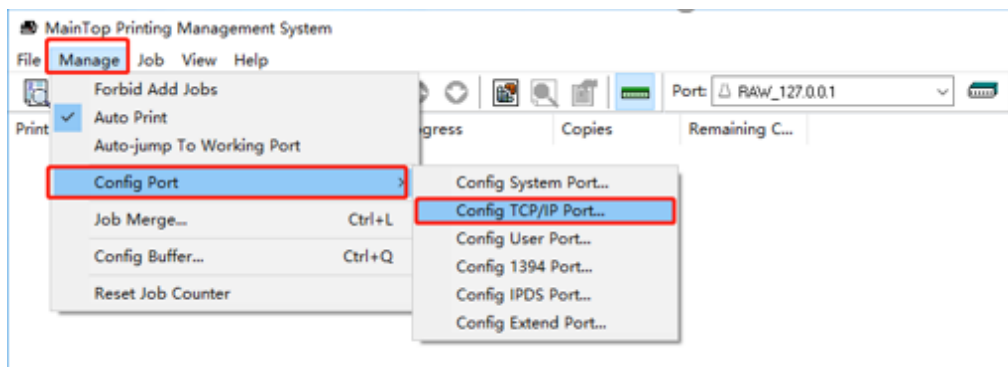 MainTop Printing Management System
File Manage Job View Help
Port: RAW_127.0.0.1
Print
gress Copies Remaining C...
Forbid Add Jobs
Auto Print
Auto-jump To Working Port
Config Port
Job Merge... Ctrl+L
Config Buffer... Ctrl+Q
Reset Job Counter
Config System Port...
Config TCP/IP Port...
Config User Port...
Config 1394 Port...
Config IPDS Port...
Config Extend Port...